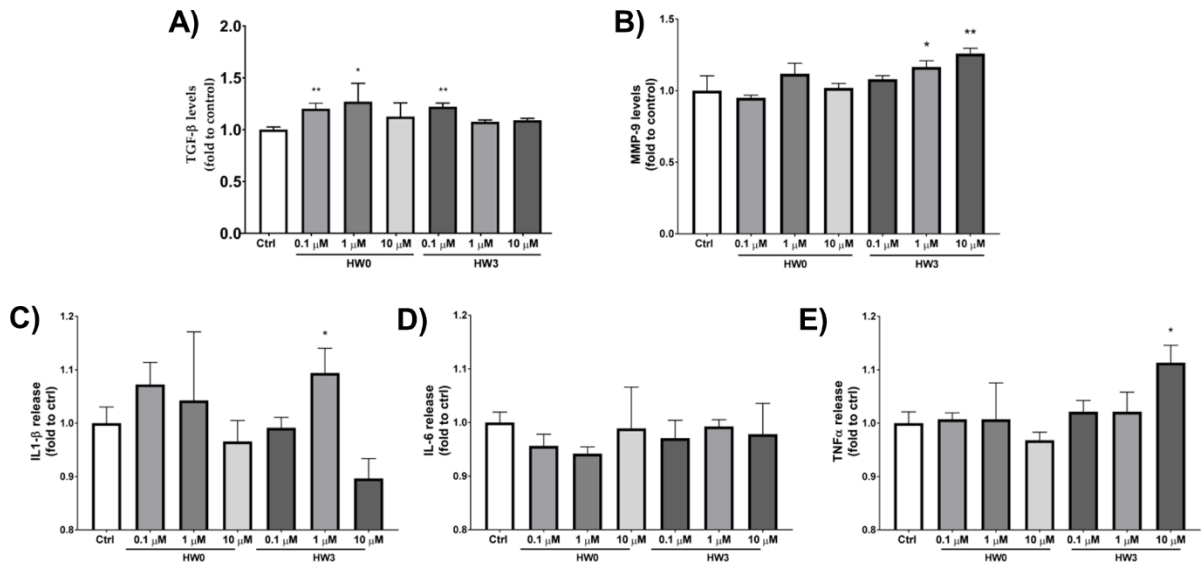 A)
TGF-β levels
(fold to control)
2.0
1.5
1.0
0.5
0.0
** * **
Ctrl 0.1 μM 1 μM 10 μM 0.1 μM 1 μM 10 μM
HW0 HW3
B)
MMP-9 levels
(fold to control)
1.5
1.0
0.5
0.0
* **
Ctrl 0.1 μM 1 μM 10 μM 0.1 μM 1 μM 10 μM
HW0 HW3
C)
IL1-β release
(fold to ctrl)
1.2
1.1
1.0
0.9
0.8
*
Ctrl 0.1 μM 1 μM 10 μM 0.1 μM 1 μM 10 μM
HW0 HW3
D)
IL-6 release
(fold to ctrl)
1.2
1.1
1.0
0.9
0.8
Ctrl 0.1 μM 1 μM 10 μM 0.1 μM 1 μM 10 μM
HW0 HW3
E)
TNFα release
(fold to ctrl)
1.2
1.1
1.0
0.9
0.8
*
Ctrl 0.1 μM 1 μM 10 μM 0.1 μM 1 μM 10 μM
HW0 HW3